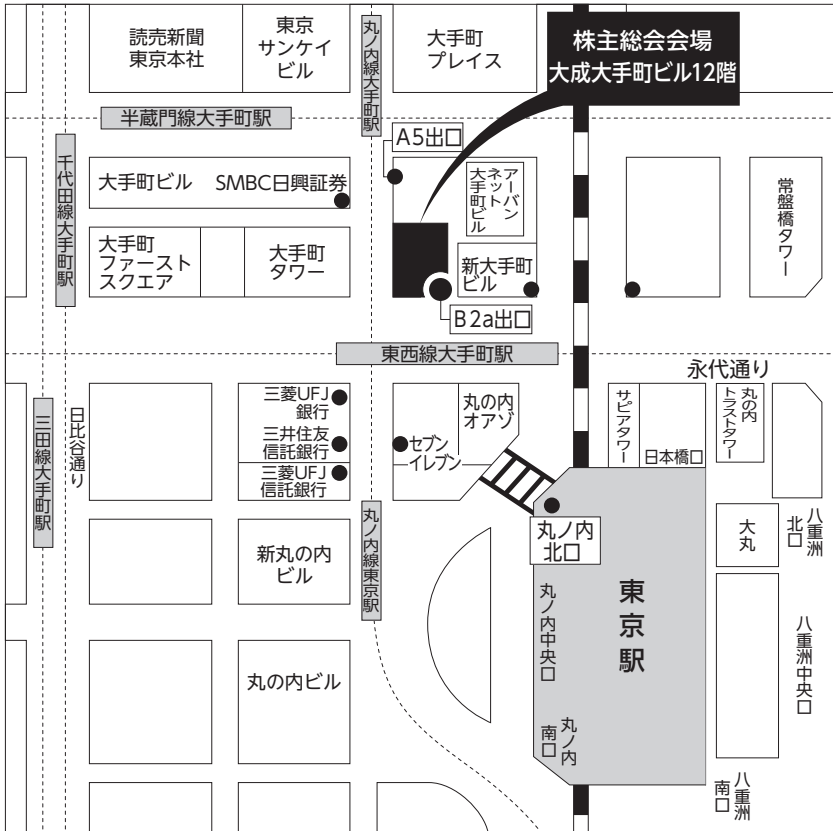 読売新聞
東京本社
東京
サンケイ
ビル
丸ノ内線大手町駅
大手町
プレイス
株主総会会場
大成大手町ビル12階
半蔵門線大手町駅
A5出口
千代田線大手町駅
大手町ビル
SMBC日興証券
アーバン
ネット
大手町ビル
常盤橋タワー
大手町
ファースト
スクエア
大手町
タワー
新大手町
ビル
B2a出口
東西線大手町駅
永代通り
三田線大手町駅
日比谷通り
三菱UFJ
銀行
三井住友
信託銀行
三菱UFJ
信託銀行
セブン
イレブン
丸の内
オアゾ
サピアタワー
日本橋口
丸の内
トラストタワー
丸ノ内線東京駅
新丸の内
ビル
丸ノ内
北口
大丸
八重洲
北口
東京駅
丸ノ内中央口
八重洲中央口
丸の内ビル
丸ノ内
南口
八重洲
南口